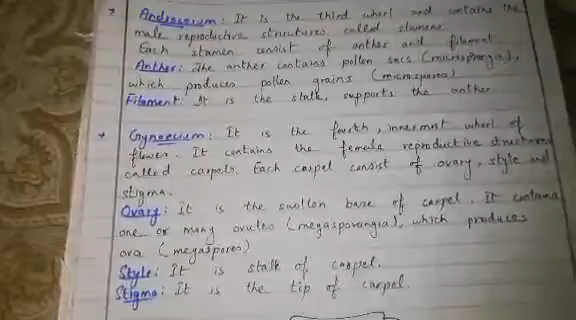 * Androecium: It is the third whorl and contains the
male reproductive structures called stamens
Each stamen consist of anther and filament
Anther: The anther contains pollen sacs (microsporangia),
which produces pollen grains (microspores)
Filament: It is the stalk, supports the anther
* Gynoecium: It is the fourth, innermost whorl of
flower. It contains the female reproductive structures
called carpels. Each carpel consist of ovary, style and
stigma.
Ovary: It is the swollen base of carpel. It contains
one or many ovules (megasporangia), which produces
ova (megaspores)
Style: It is stalk of carpel.
Stigma: It is the tip of carpel.